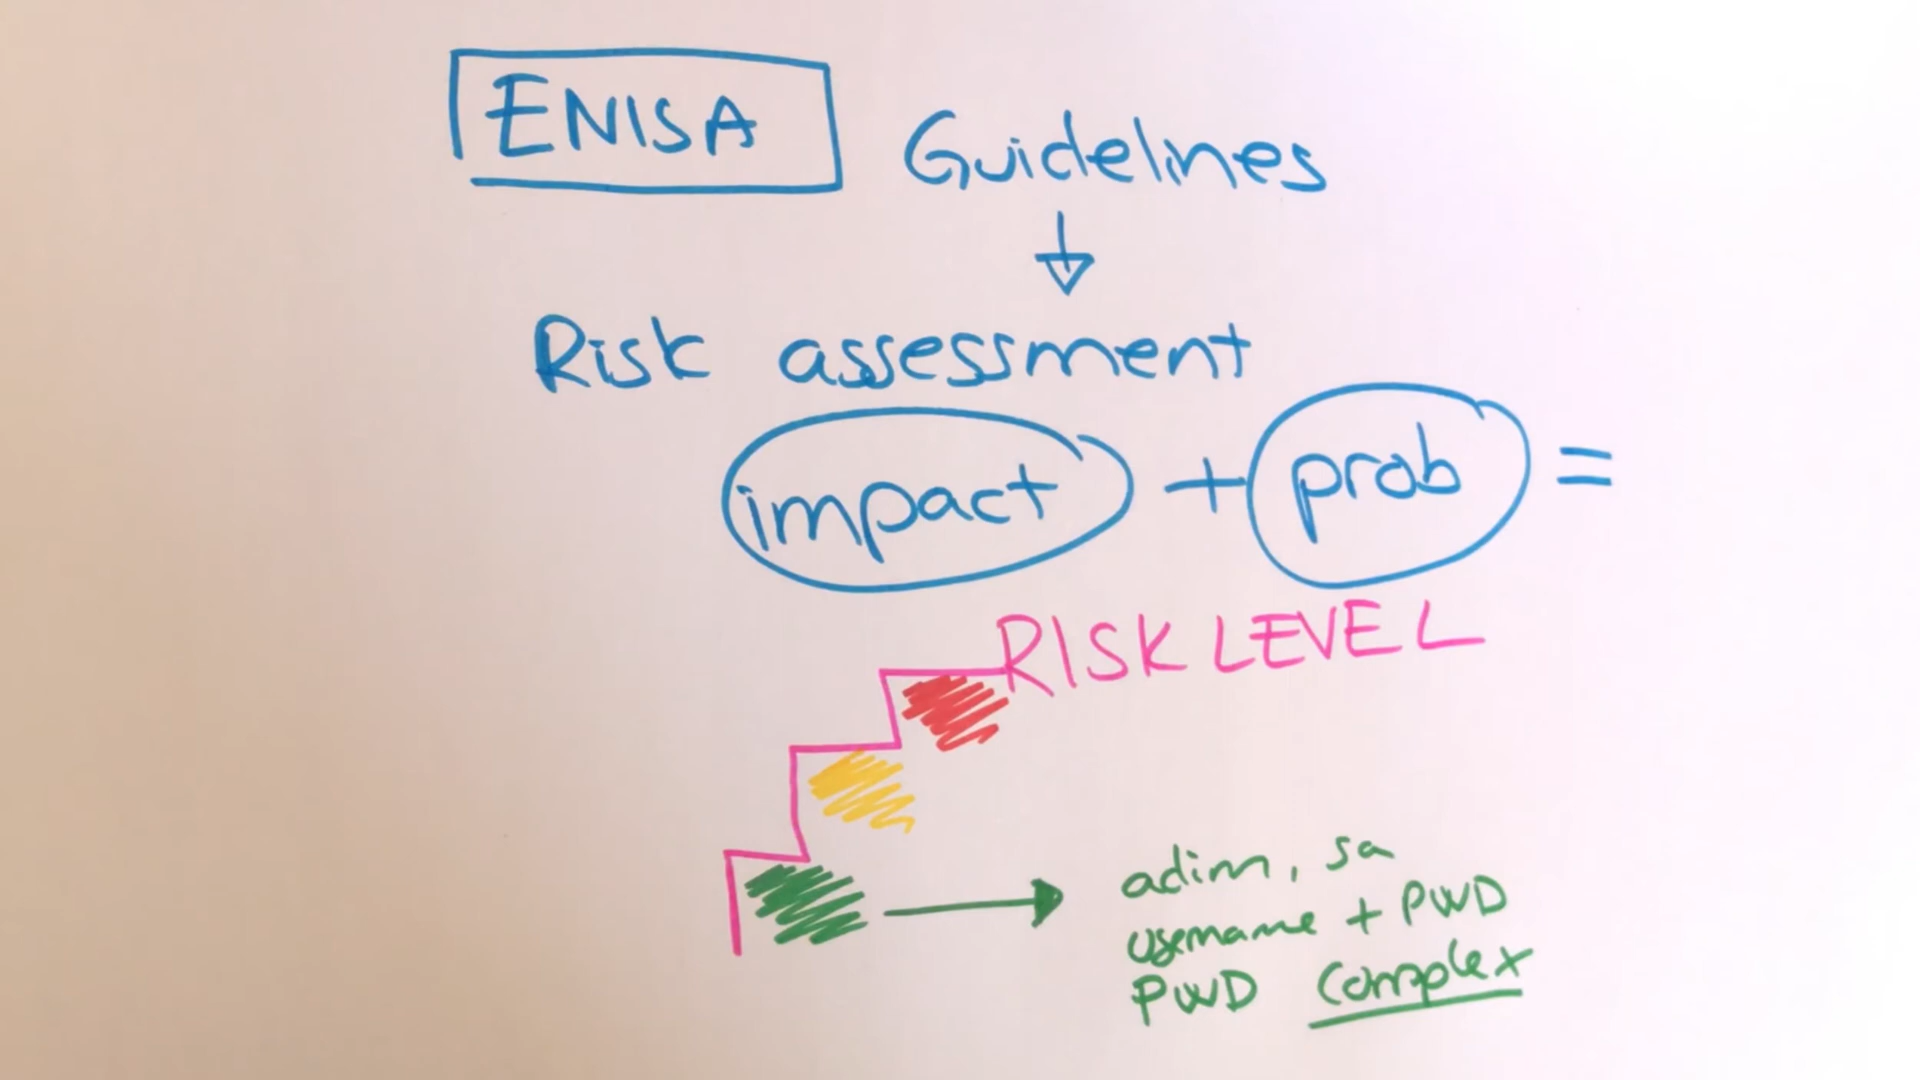 ENISA Guidelines
Risk assessment
impact + prob =
RISK LEVEL
adim, sa
username + PWD
PWD complex